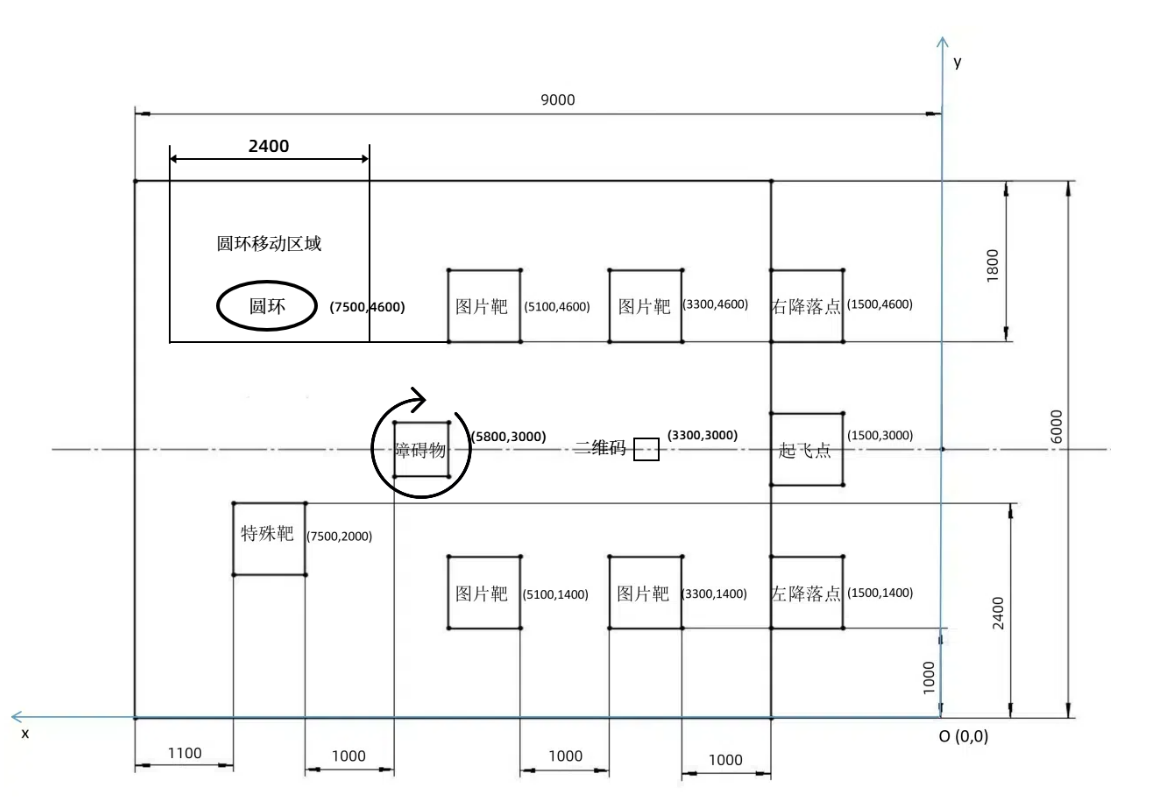 y
9000
2400
圆环移动区域
1800
圆环
(7500,4600)
图片靶
(5100,4600)
图片靶
(3300,4600)
右降落点
(1500,4600)
6000
障碍物
(5800,3000)
二维码
(3300,3000)
起飞点
(1500,3000)
特殊靶
(7500,2000)
图片靶
(5100,1400)
图片靶
(3300,1400)
左降落点
(1500,1400)
2400
1000
x
O (0,0)
1100
1000
1000
1000